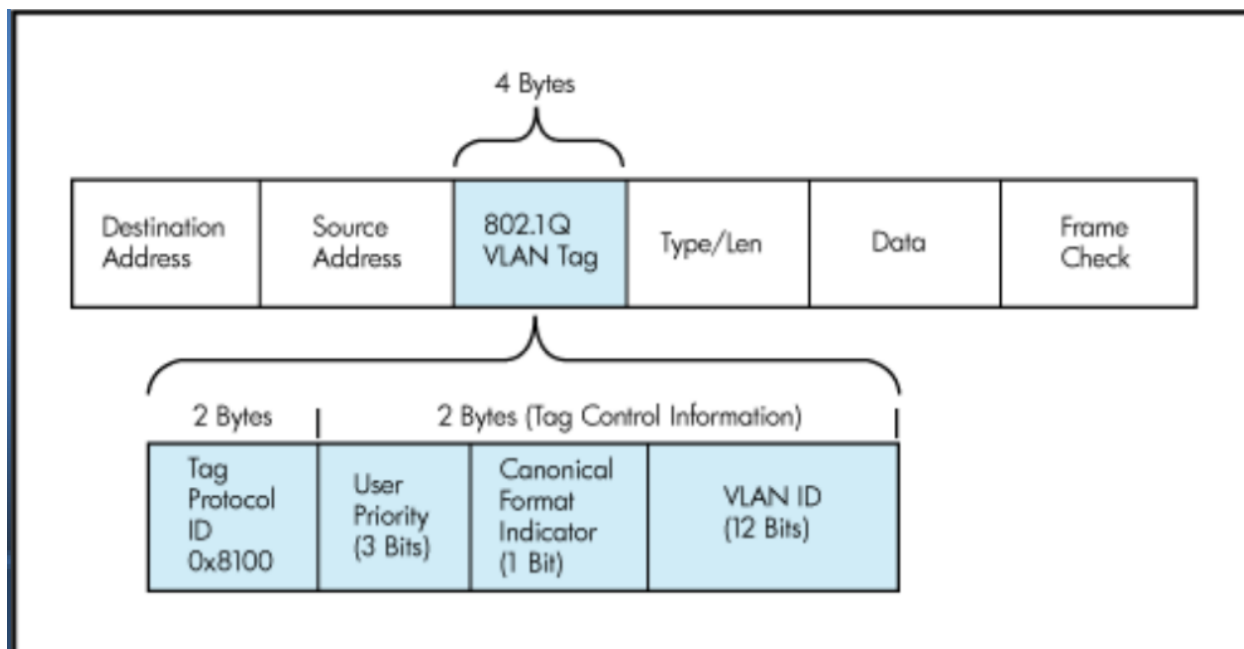 4 Bytes
Destination
Address
Source
Address
802.1Q
VLAN Tag
Type/Len
Data
Frame
Check
2 Bytes
2 Bytes (Tag Control Information)
Tag
Protocol
ID
0x8100
User
Priority
(3 Bits)
Canonical
Format
Indicator
(1 Bit)
VLAN ID
(12 Bits)